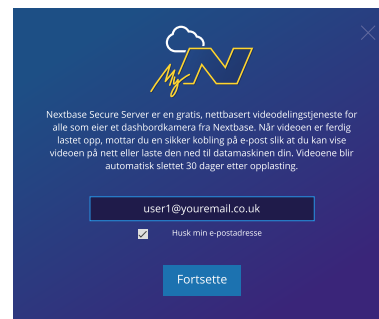 My N
Nextbase Secure Server er en gratis, nettbasert videodelingstjeneste for
alle som eier et dashbordkamera fra Nextbase. Når videoen er ferdig
lastet opp, mottar du en sikker kobling på e-post slik at du kan vise
videoen på nett eller laste den ned til datamaskinen din. Videoene blir
automatisk slettet 30 dager etter opplasting.
user1@youremail.co.uk
Husk min e-postadresse
Fortsette